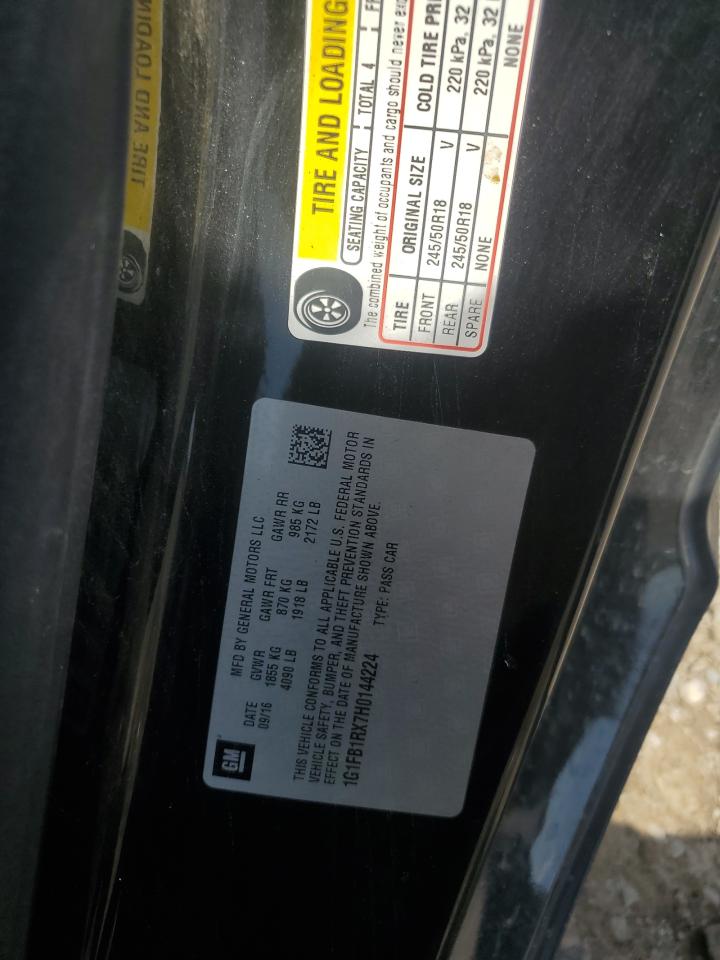 TIRE AND LOADING
SEATING CAPACITY TOTAL 4 FR
The combined weight of occupants and cargo should never exc
TIRE ORIGINAL SIZE COLD TIRE PR
FRONT 245/50R18 V 220 kPa, 32
REAR 245/50R18 V 220 kPa, 32
SPARE NONE NONE
GM
MFD BY GENERAL MOTORS LLC
DATE GVWR GAWR FRT GAWR RR
09/16 1855 KG 870 KG 985 KG
4090 LB 1918 LB 2172 LB
THIS VEHICLE CONFORMS TO ALL APPLICABLE U.S. FEDERAL MOTOR
VEHICLE SAFETY, BUMPER, AND THEFT PREVENTION STANDARDS IN
EFFECT ON THE DATE OF MANUFACTURE SHOWN ABOVE.
1G1FB1RX7H0144224 TYPE: PASS CAR
TIRE AND LOADIN